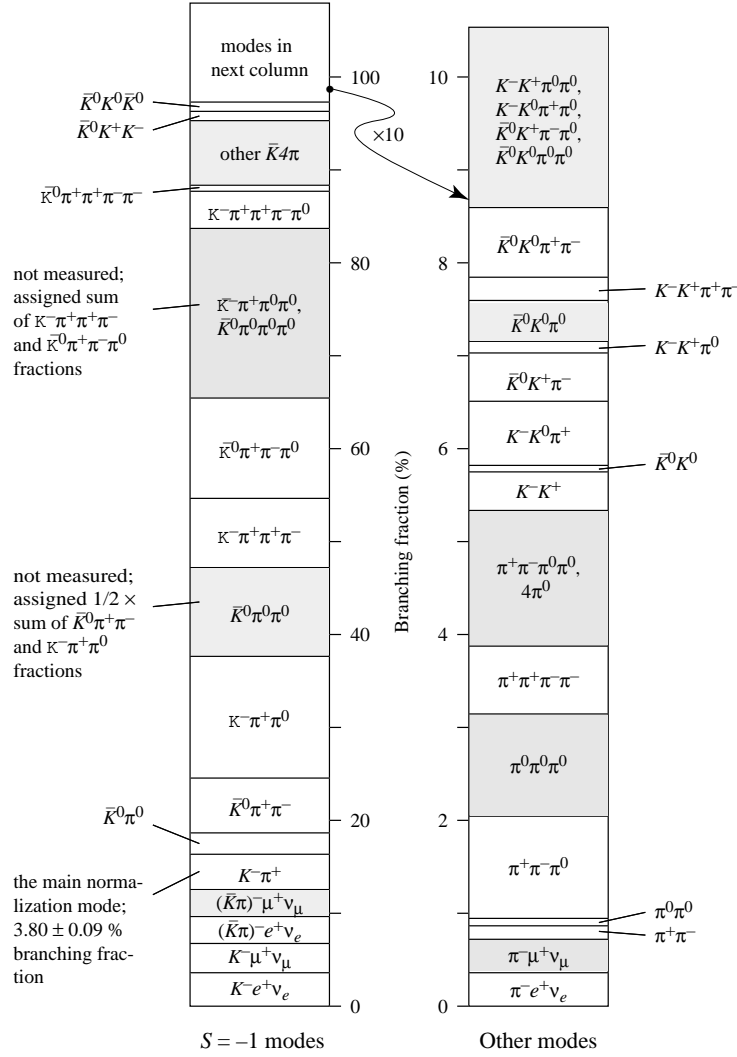 modes in
next column
K̄⁰K⁰K̄⁰
K̄⁰K⁺K⁻
other K̄4π
K̄⁰π⁺π⁺π⁻π⁻
K⁻π⁺π⁺π⁻π⁰
not measured;
assigned sum
of K⁻π⁺π⁺π⁻
and K̄⁰π⁺π⁻π⁰
fractions
K⁻π⁺π⁰π⁰,
K̄⁰π⁰π⁰π⁰
K̄⁰π⁺π⁻π⁰
K⁻π⁺π⁺π⁻
not measured;
assigned 1/2 ×
sum of K̄⁰π⁺π⁻
and K⁻π⁺π⁰
fractions
K̄⁰π⁰π⁰
K⁻π⁺π⁰
K̄⁰π⁺π⁻
K̄⁰π⁰
K⁻π⁺
the main norma-
lization mode;
3.80 ± 0.09 %
branching frac-
tion
(K̄π)⁻μ⁺ν_μ
(K̄π)⁻e⁺ν_e
K⁻μ⁺ν_μ
K⁻e⁺ν_e
S = –1 modes
100
80
60
40
20
0
×10
Branching fraction (%)
10
8
6
4
2
0
K⁻K⁺π⁰π⁰,
K⁻K⁰π⁺π⁰,
K̄⁰K⁺π⁻π⁰,
K̄⁰K⁰π⁰π⁰
K̄⁰K⁰π⁺π⁻
K⁻K⁺π⁺π⁻
K̄⁰K⁰π⁰
K⁻K⁺π⁰
K̄⁰K⁺π⁻
K⁻K⁰π⁺
K̄⁰K⁰
K⁻K⁺
π⁺π⁻π⁰π⁰,
4π⁰
π⁺π⁺π⁻π⁻
π⁰π⁰π⁰
π⁺π⁻π⁰
π⁰π⁰
π⁺π⁻
π⁻μ⁺ν_μ
π⁻e⁺ν_e
Other modes